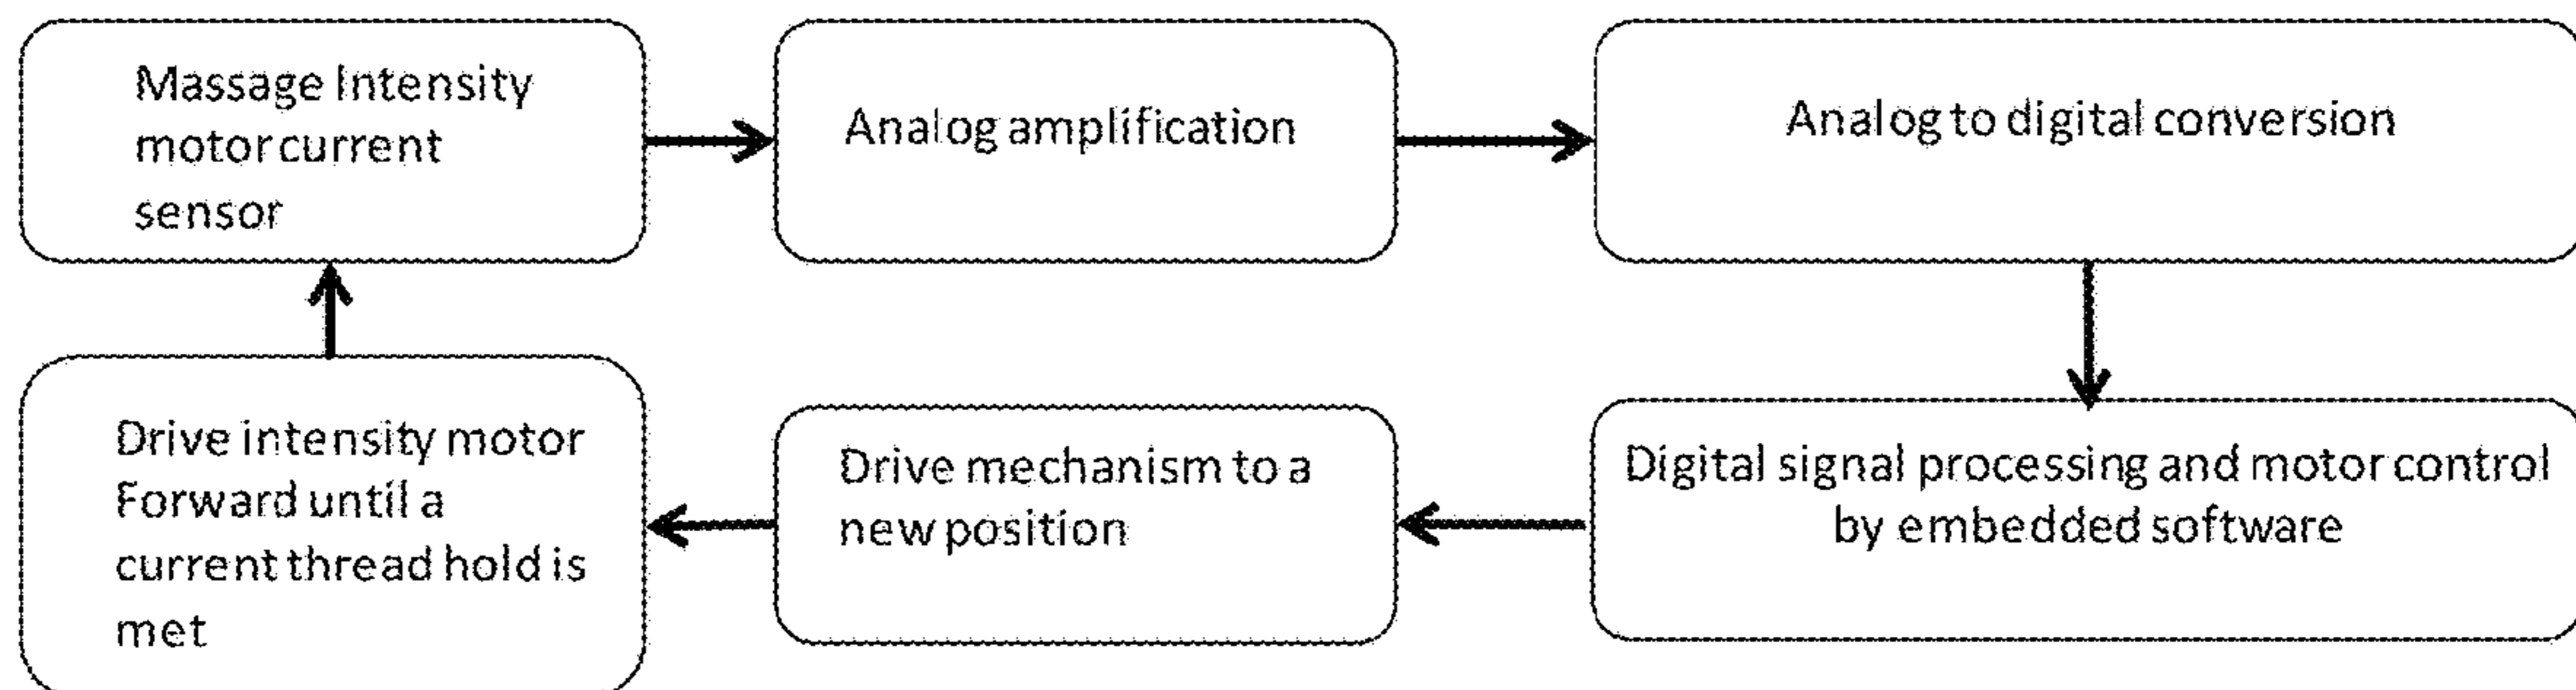 Massage Intensity
motor current
sensor
Analog amplification
Analog to digital conversion
Drive intensity motor
Forward until a
current thread hold is
met
Drive mechanism to a
new position
Digital signal processing and motor control
by embedded software